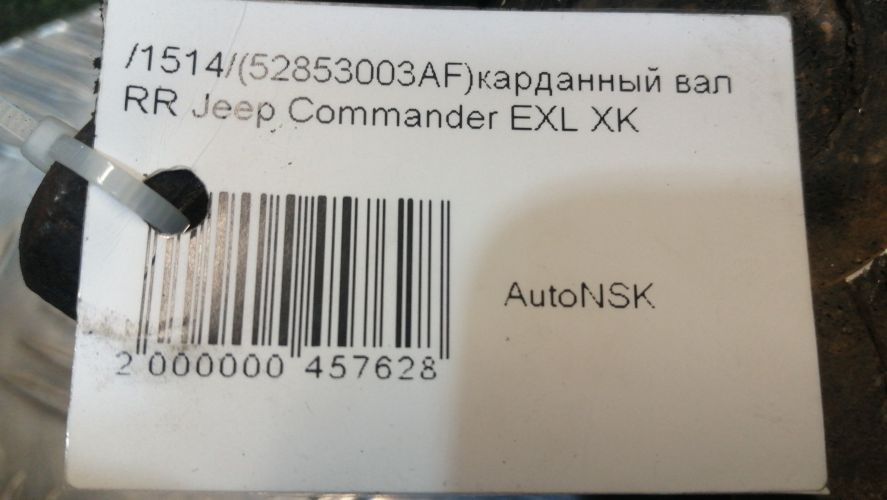 /1514/(52853003AF)карданный вал
RR Jeep Commander EXL XK
AutoNSK
2 000000 457628